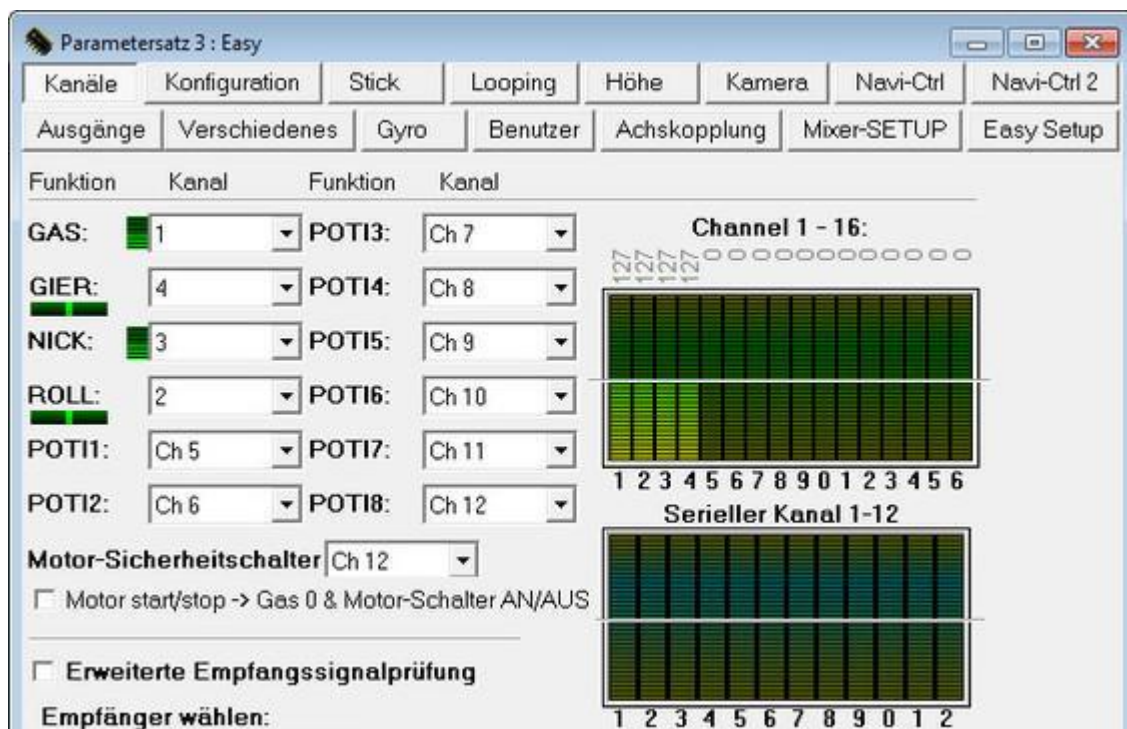 Parametersatz 3 : Easy
Kanäle Konfiguration Stick Looping Höhe Kamera Navi-Ctrl Navi-Ctrl 2
Ausgänge Verschiedenes Gyro Benutzer Achskopplung Mixer-SETUP Easy Setup
Funktion Kanal Funktion Kanal
GAS: 1 POTI3: Ch 7
GIER: 4 POTI4: Ch 8
NICK: 3 POTI5: Ch 9
ROLL: 2 POTI6: Ch 10
POTI1: Ch 5 POTI7: Ch 11
POTI2: Ch 6 POTI8: Ch 12
Motor-Sicherheitschalter Ch 12
Motor start/stop -> Gas 0 & Motor-Schalter AN/AUS
Erweiterte Empfangssignalprüfung
Empfänger wählen:
Channel 1 - 16:
127 127 127 127 0 0 0 0 0 0 0 0 0 0 0 0
1 2 3 4 5 6 7 8 9 0 1 2 3 4 5 6
Serieller Kanal 1-12
1 2 3 4 5 6 7 8 9 0 1 2